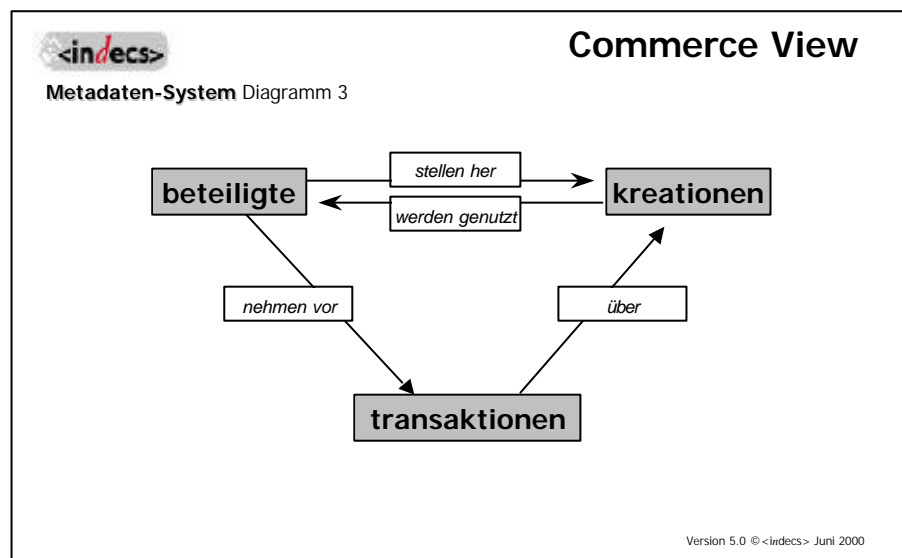 <indecs>
Commerce View
Metadaten-System Diagramm 3
stellen her
beteiligte
kreationen
werden genutzt
nehmen vor
über
transaktionen
Version 5.0 © <indecs> Juni 2000